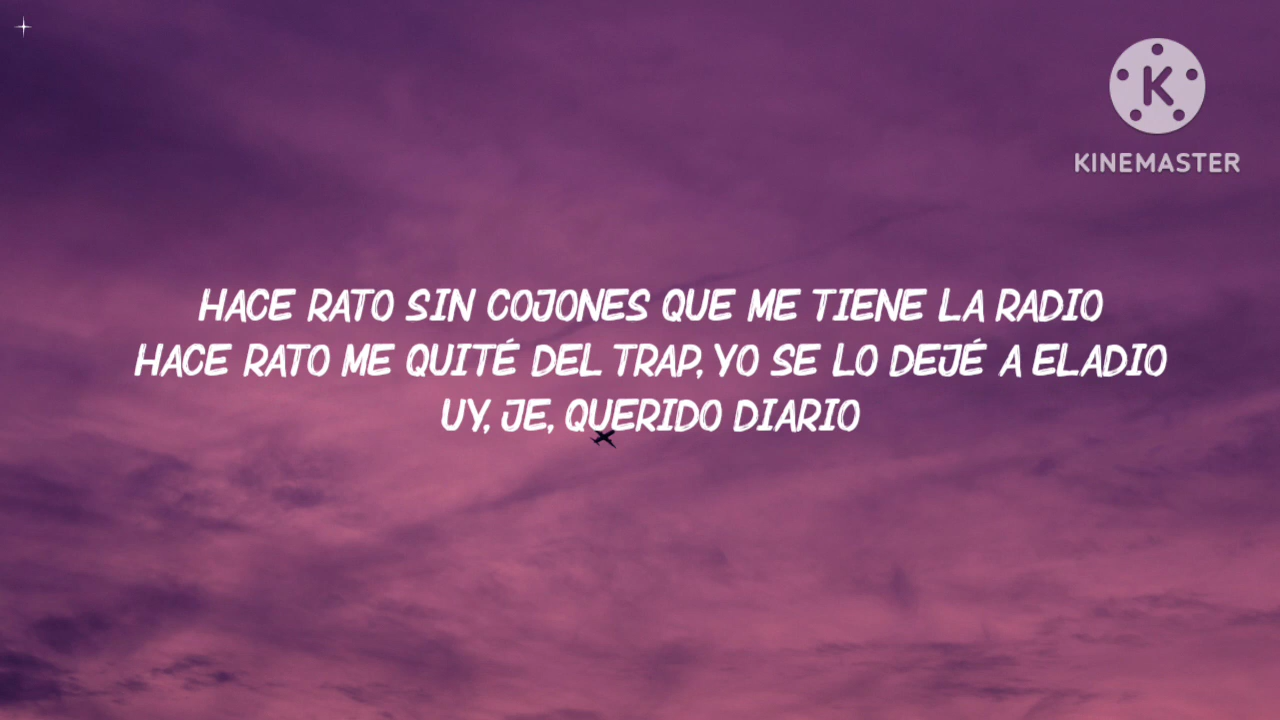 K
KINEMASTER
HACE RATO SIN COJONES QUE ME TIENE LA RADIO
HACE RATO ME QUITÉ DEL TRAP, YO SE LO DEJÉ A ELADIO
UY, JE, QUERIDO DIARIO